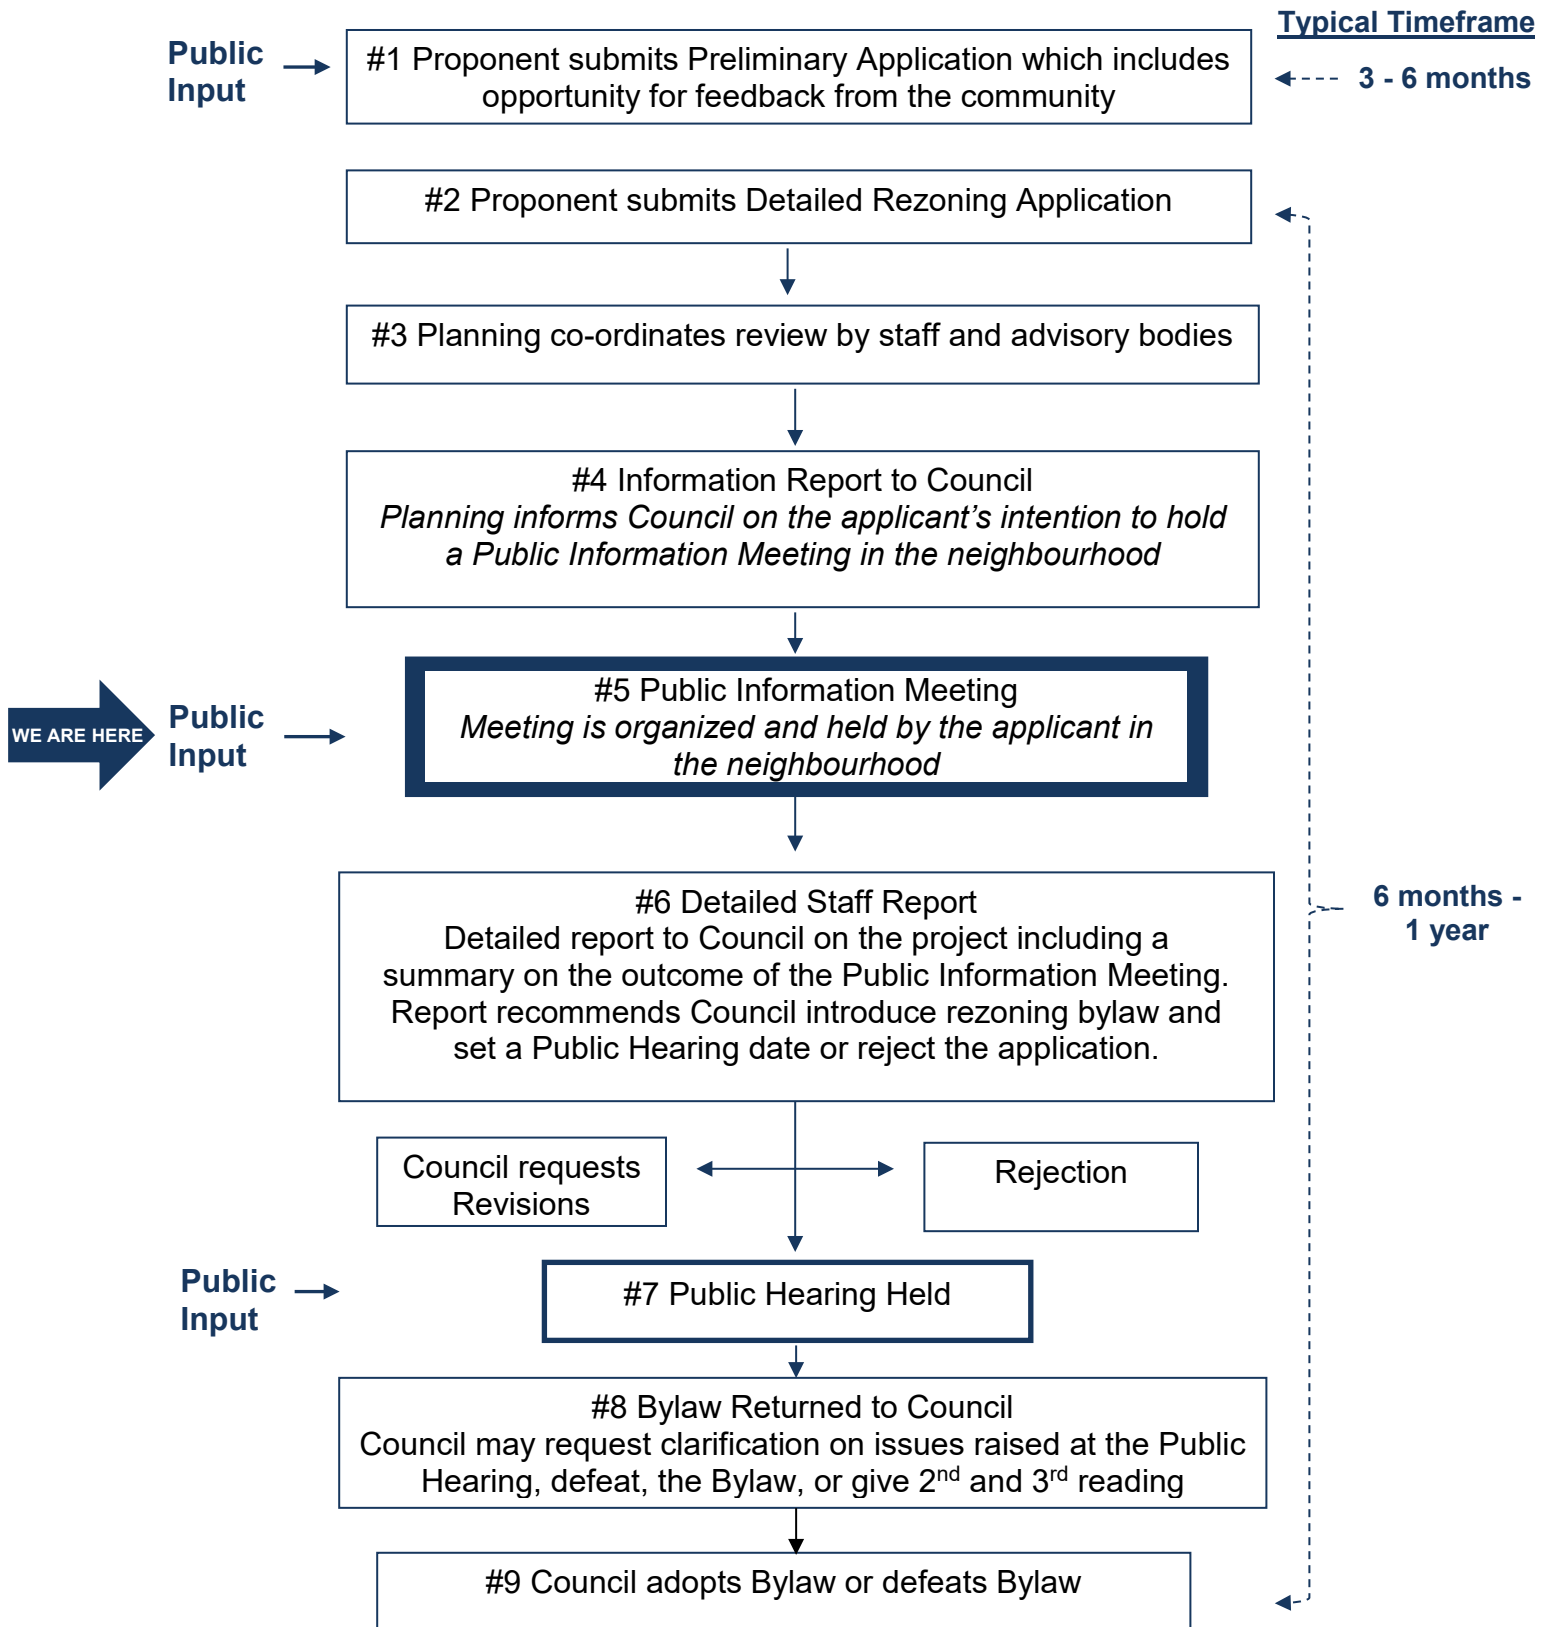 Typical Timeframe
Public
Input
#1 Proponent submits Preliminary Application which includes
opportunity for feedback from the community
3 - 6 months
#2 Proponent submits Detailed Rezoning Application
#3 Planning co-ordinates review by staff and advisory bodies
#4 Information Report to Council
Planning informs Council on the applicant’s intention to hold
a Public Information Meeting in the neighbourhood
WE ARE HERE
Public
Input
#5 Public Information Meeting
Meeting is organized and held by the applicant in
the neighbourhood
#6 Detailed Staff Report
Detailed report to Council on the project including a
summary on the outcome of the Public Information Meeting.
Report recommends Council introduce rezoning bylaw and
set a Public Hearing date or reject the application.
6 months -
1 year
Council requests
Revisions
Rejection
Public
Input
#7 Public Hearing Held
#8 Bylaw Returned to Council
Council may request clarification on issues raised at the Public
Hearing, defeat, the Bylaw, or give 2nd and 3rd reading
#9 Council adopts Bylaw or defeats Bylaw